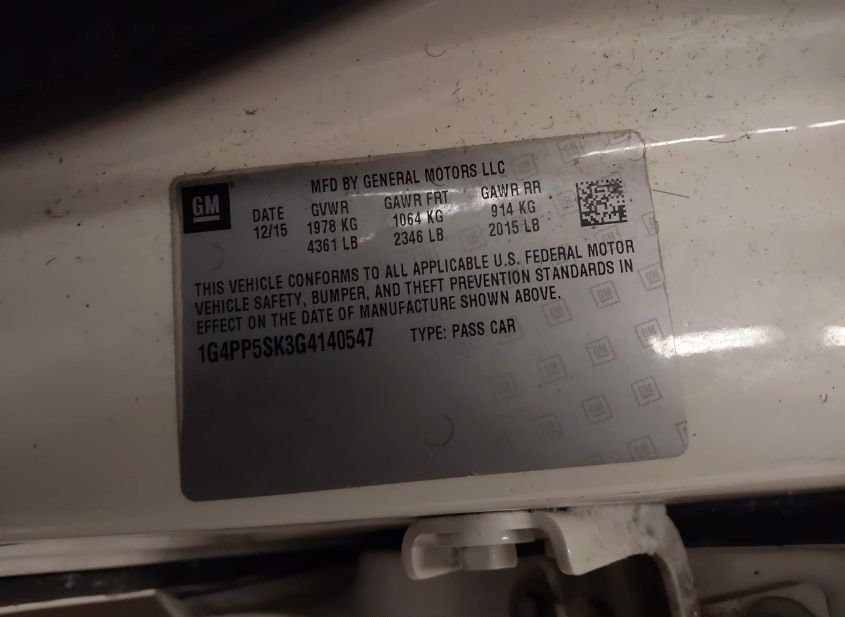 MFD BY GENERAL MOTORS LLC
GM
DATE GVWR GAWR FRT GAWR RR
12/15 1978 KG 1064 KG 914 KG
4361 LB 2346 LB 2015 LB
THIS VEHICLE CONFORMS TO ALL APPLICABLE U.S. FEDERAL MOTOR
VEHICLE SAFETY, BUMPER, AND THEFT PREVENTION STANDARDS IN
EFFECT ON THE DATE OF MANUFACTURE SHOWN ABOVE.
1G4PP5SK3G4140547 TYPE: PASS CAR